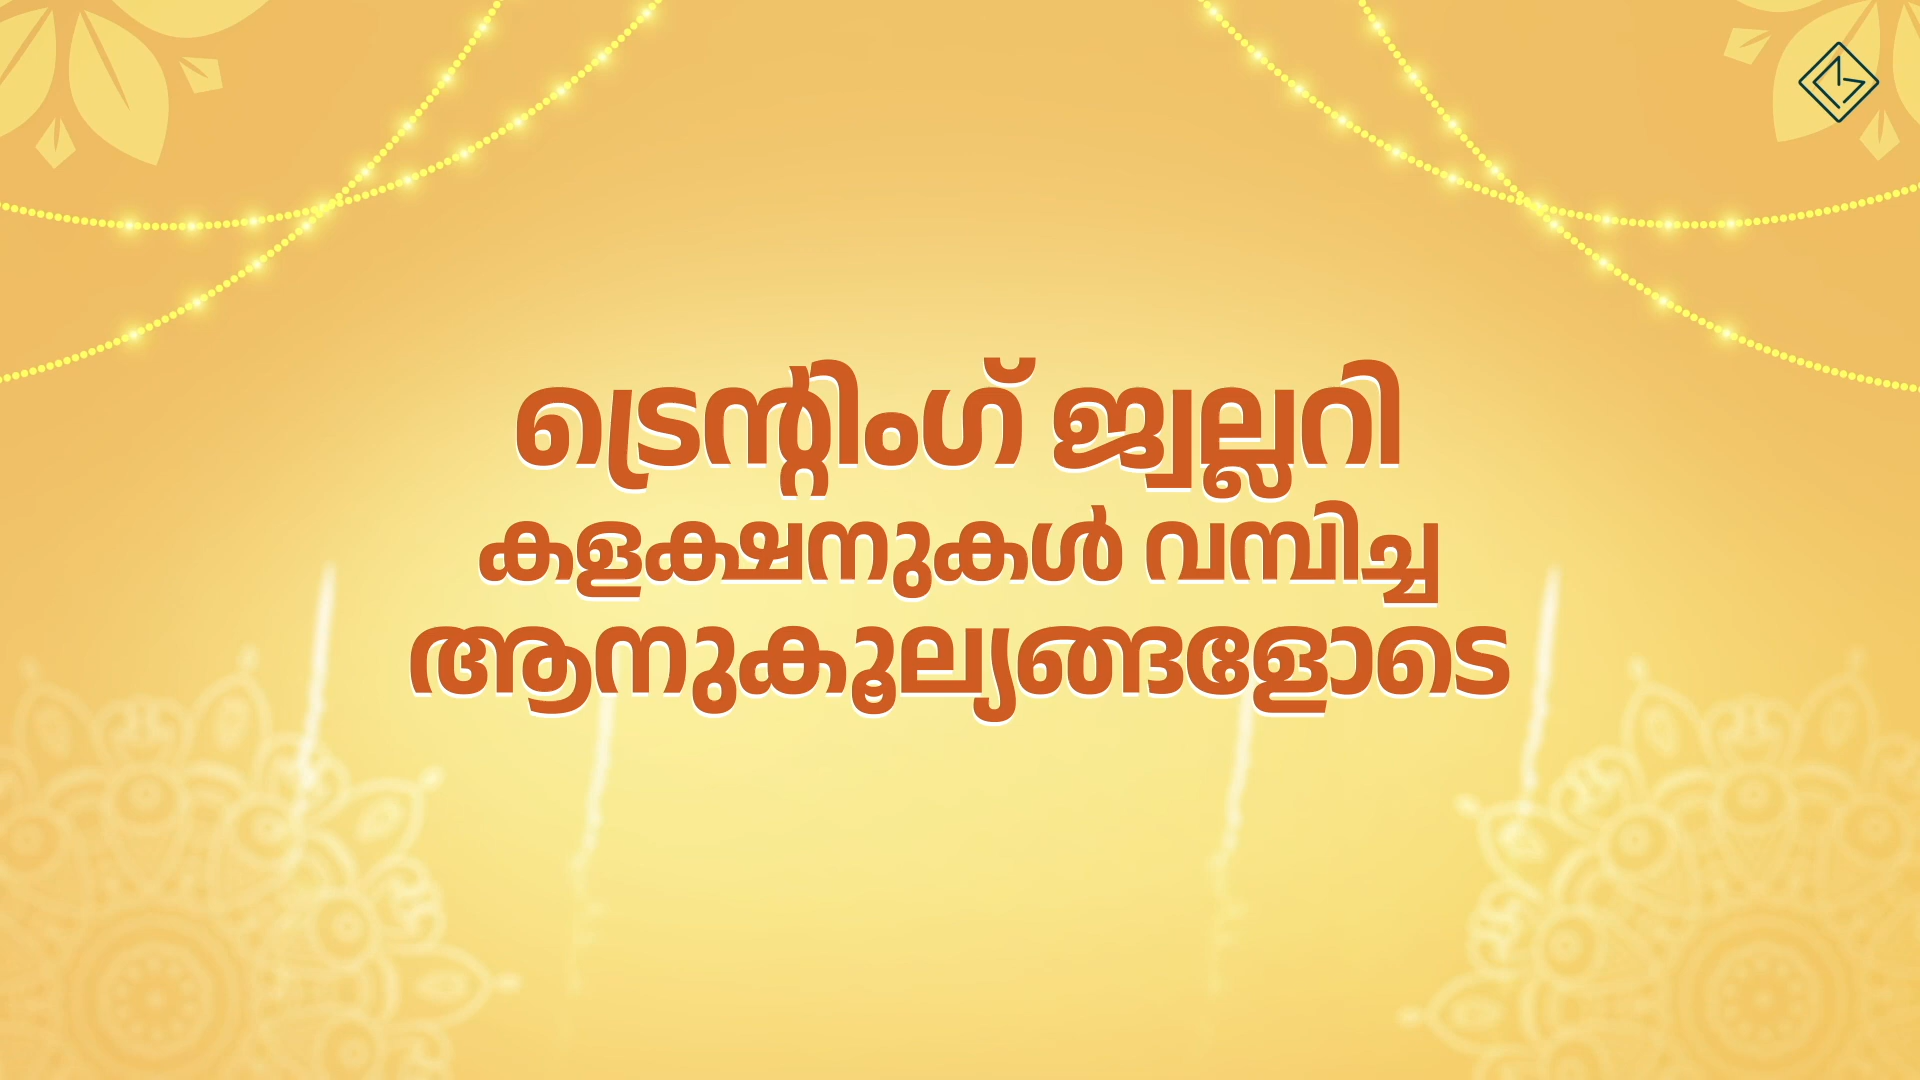 ട്രെന്റിംഗ് ജ്വല്ലറി
കളക്ഷനുകൾ വമ്പിച്ച
ആനുകൂല്യങ്ങളോടെ